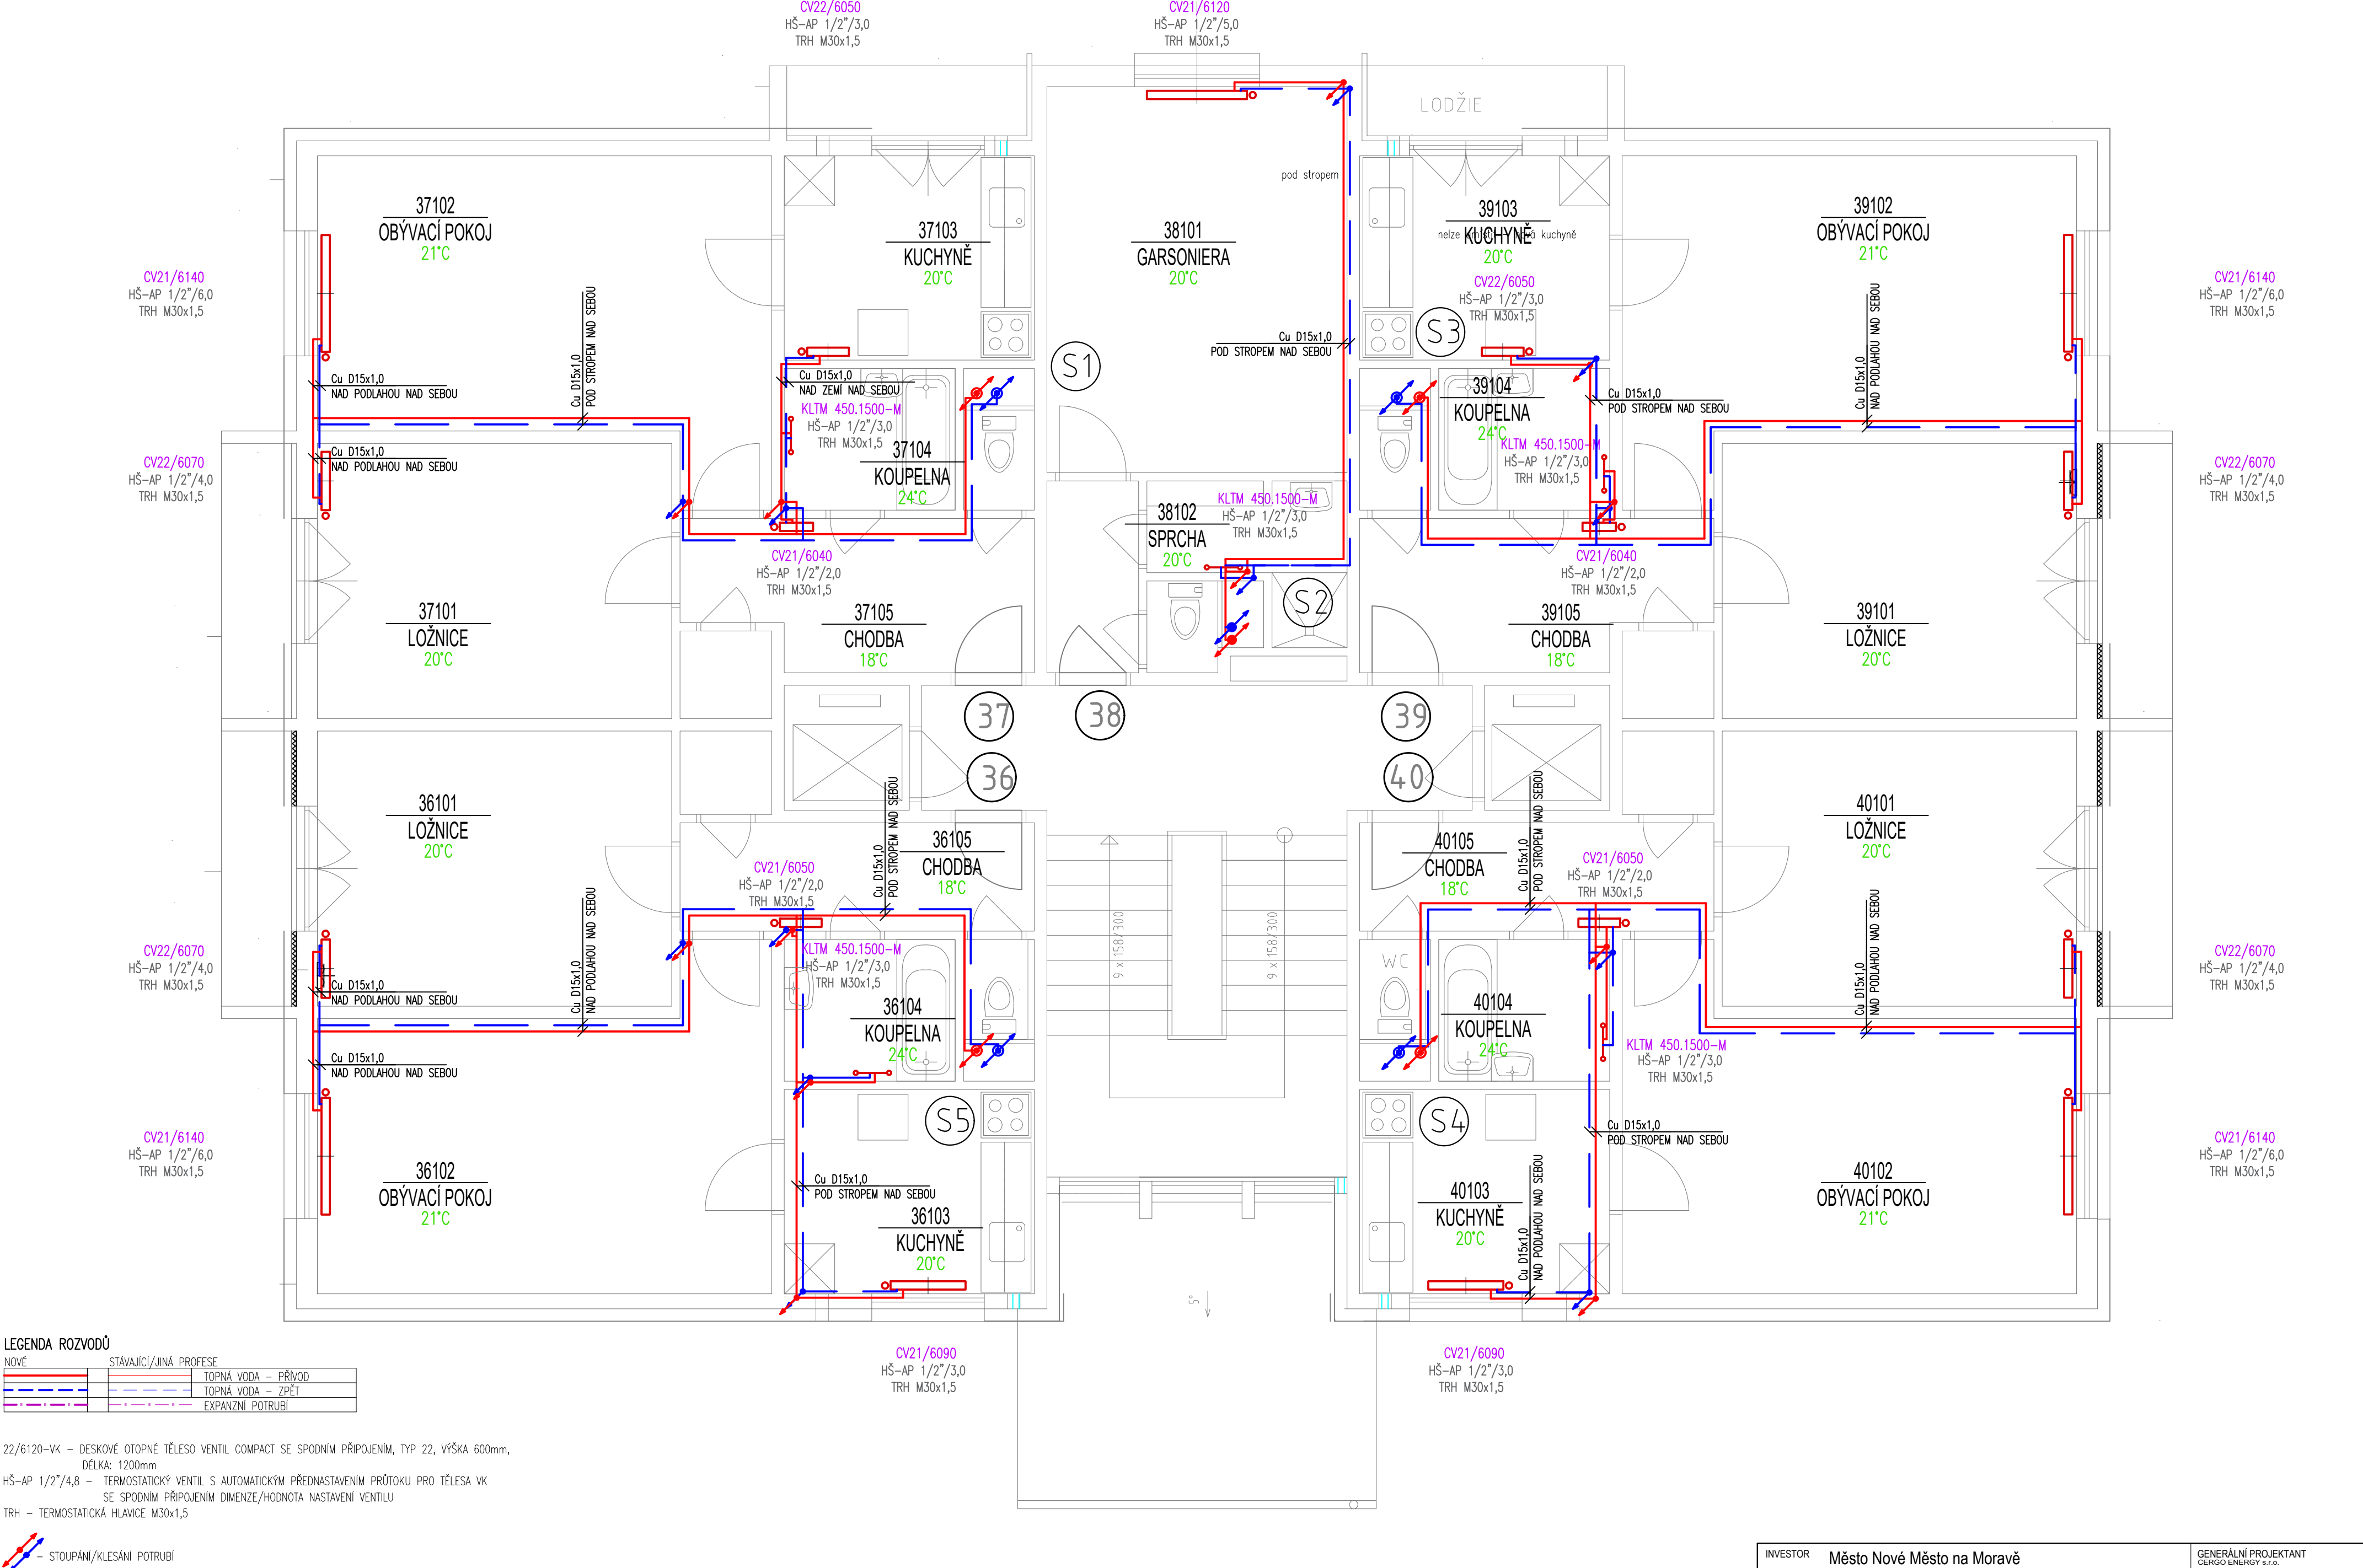 CV22/6050
HŠ-AP 1/2"/3,0
TRH M30x1,5
CV21/6120
HŠ-AP 1/2"/5,0
TRH M30x1,5
LODŽIE
pod stropem
37102
OBÝVACÍ POKOJ
21°C
37103
KUCHYNĚ
20°C
38101
GARSONIERA
20°C
39103
KUCHYNĚ
nelze kuchyně
20°C
CV22/6050
HŠ-AP 1/2"/3,0
TRH M30x1,5
39102
OBÝVACÍ POKOJ
21°C
CV21/6140
HŠ-AP 1/2"/6,0
TRH M30x1,5
CV21/6140
HŠ-AP 1/2"/6,0
TRH M30x1,5
Cu D15x1,0
POD STROPEM NAD SEBOU
Cu D15x1,0
NAD PODLAHOU NAD SEBOU
S1
S3
Cu D15x1,0
POD STROPEM NAD SEBOU
Cu D15x1,0
NAD PODLAHOU NAD SEBOU
Cu D15x1,0
NAD ZEMÍ NAD SEBOU
Cu D15x1,0
POD STROPEM NAD SEBOU
KLTM 450.1500-M
HŠ-AP 1/2"/3,0
TRH M30x1,5
37104
KOUPELNA
24°C
39104
KOUPELNA
24°C
KLTM 450.1500-M
HŠ-AP 1/2"/3,0
TRH M30x1,5
CV22/6070
HŠ-AP 1/2"/4,0
TRH M30x1,5
Cu D15x1,0
NAD PODLAHOU NAD SEBOU
CV22/6070
HŠ-AP 1/2"/4,0
TRH M30x1,5
38102
SPRCHA
20°C
KLTM 450.1500-M
HŠ-AP 1/2"/3,0
TRH M30x1,5
CV21/6040
HŠ-AP 1/2"/2,0
TRH M30x1,5
CV21/6040
HŠ-AP 1/2"/2,0
TRH M30x1,5
S2
37101
LOŽNICE
20°C
37105
CHODBA
18°C
39105
CHODBA
18°C
39101
LOŽNICE
20°C
37
38
39
36
40
36101
LOŽNICE
20°C
Cu D15x1,0
POD STROPEM NAD SEBOU
36105
CHODBA
18°C
40105
CHODBA
18°C
Cu D15x1,0
POD STROPEM NAD SEBOU
40101
LOŽNICE
20°C
CV21/6050
HŠ-AP 1/2"/2,0
TRH M30x1,5
CV21/6050
HŠ-AP 1/2"/2,0
TRH M30x1,5
9 x 158/300
9 x 158/300
Cu D15x1,0
NAD PODLAHOU NAD SEBOU
Cu D15x1,0
NAD PODLAHOU NAD SEBOU
CV22/6070
HŠ-AP 1/2"/4,0
TRH M30x1,5
KLTM 450.1500-M
HŠ-AP 1/2"/3,0
TRH M30x1,5
WC
CV22/6070
HŠ-AP 1/2"/4,0
TRH M30x1,5
Cu D15x1,0
NAD PODLAHOU NAD SEBOU
36104
KOUPELNA
24°C
40104
KOUPELNA
24°C
KLTM 450.1500-M
HŠ-AP 1/2"/3,0
TRH M30x1,5
Cu D15x1,0
NAD PODLAHOU NAD SEBOU
S5
S4
Cu D15x1,0
POD STROPEM NAD SEBOU
CV21/6140
HŠ-AP 1/2"/6,0
TRH M30x1,5
CV21/6140
HŠ-AP 1/2"/6,0
TRH M30x1,5
36102
OBÝVACÍ POKOJ
21°C
Cu D15x1,0
POD STROPEM NAD SEBOU
36103
KUCHYNĚ
20°C
40103
KUCHYNĚ
20°C
Cu D15x1,0
NAD PODLAHOU NAD SEBOU
40102
OBÝVACÍ POKOJ
21°C
5°
CV21/6090
HŠ-AP 1/2"/3,0
TRH M30x1,5
CV21/6090
HŠ-AP 1/2"/3,0
TRH M30x1,5
LEGENDA ROZVODŮ
NOVÉ STÁVAJÍCÍ/JINÁ PROFESE
TOPNÁ VODA - PŘÍVOD
TOPNÁ VODA - ZPĚT
EXPANZNÍ POTRUBÍ
22/6120-VK - DESKOVÉ OTOPNÉ TĚLESO VENTIL COMPACT SE SPODNÍM PŘIPOJENÍM, TYP 22, VÝŠKA 600mm,
DÉLKA: 1200mm
HŠ-AP 1/2"/4,8 - TERMOSTATICKÝ VENTIL S AUTOMATICKÝM PŘEDNASTAVENÍM PRŮTOKU PRO TĚLESA VK
SE SPODNÍM PŘIPOJENÍM DIMENZE/HODNOTA NASTAVENÍ VENTILU
TRH - TERMOSTATICKÁ HLAVICE M30x1,5
- STOUPÁNÍ/KLESÁNÍ POTRUBÍ
INVESTOR Město Nové Město na Moravě
GENERÁLNÍ PROJEKTANT
CERGO ENERGY s.r.o.